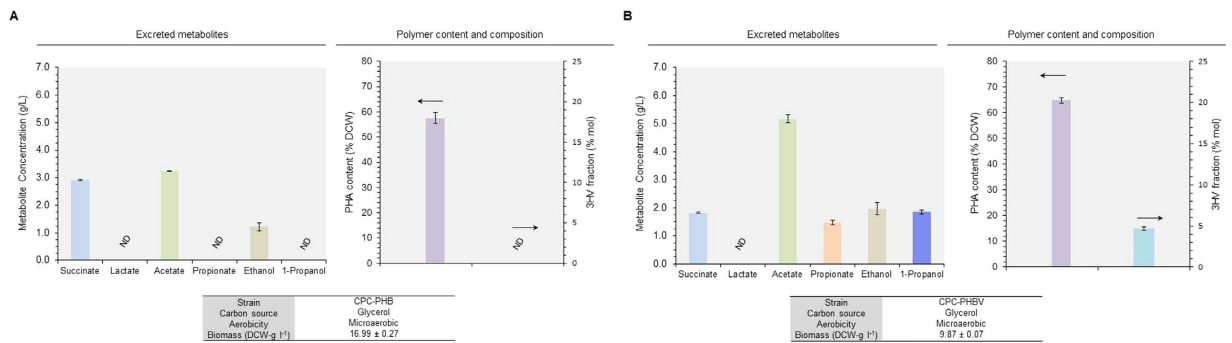 A
Excreted metabolites
Polymer content and composition
Metabolite Concentration (g/L)
7.0
6.0
5.0
4.0
3.0
2.0
1.0
0.0
ND
ND
ND
Succinate Lactate Acetate Propionate Ethanol 1-Propanol
PHA content (% DCW)
80
70
60
50
40
30
20
10
0
ND
25
20
15
10
5
0
3HV fraction (% mol)
Strain CPC-PHB
Carbon source Glycerol
Aerobicity Microaerobic
Biomass (DCW-g l⁻¹) 16.99 ± 0.27
B
Excreted metabolites
Polymer content and composition
Metabolite Concentration (g/L)
7.0
6.0
5.0
4.0
3.0
2.0
1.0
0.0
ND
Succinate Lactate Acetate Propionate Ethanol 1-Propanol
PHA content (% DCW)
80
70
60
50
40
30
20
10
0
25
20
15
10
5
0
3HV fraction (% mol)
Strain CPC-PHBV
Carbon source Glycerol
Aerobicity Microaerobic
Biomass (DCW-g l⁻¹) 9.87 ± 0.07